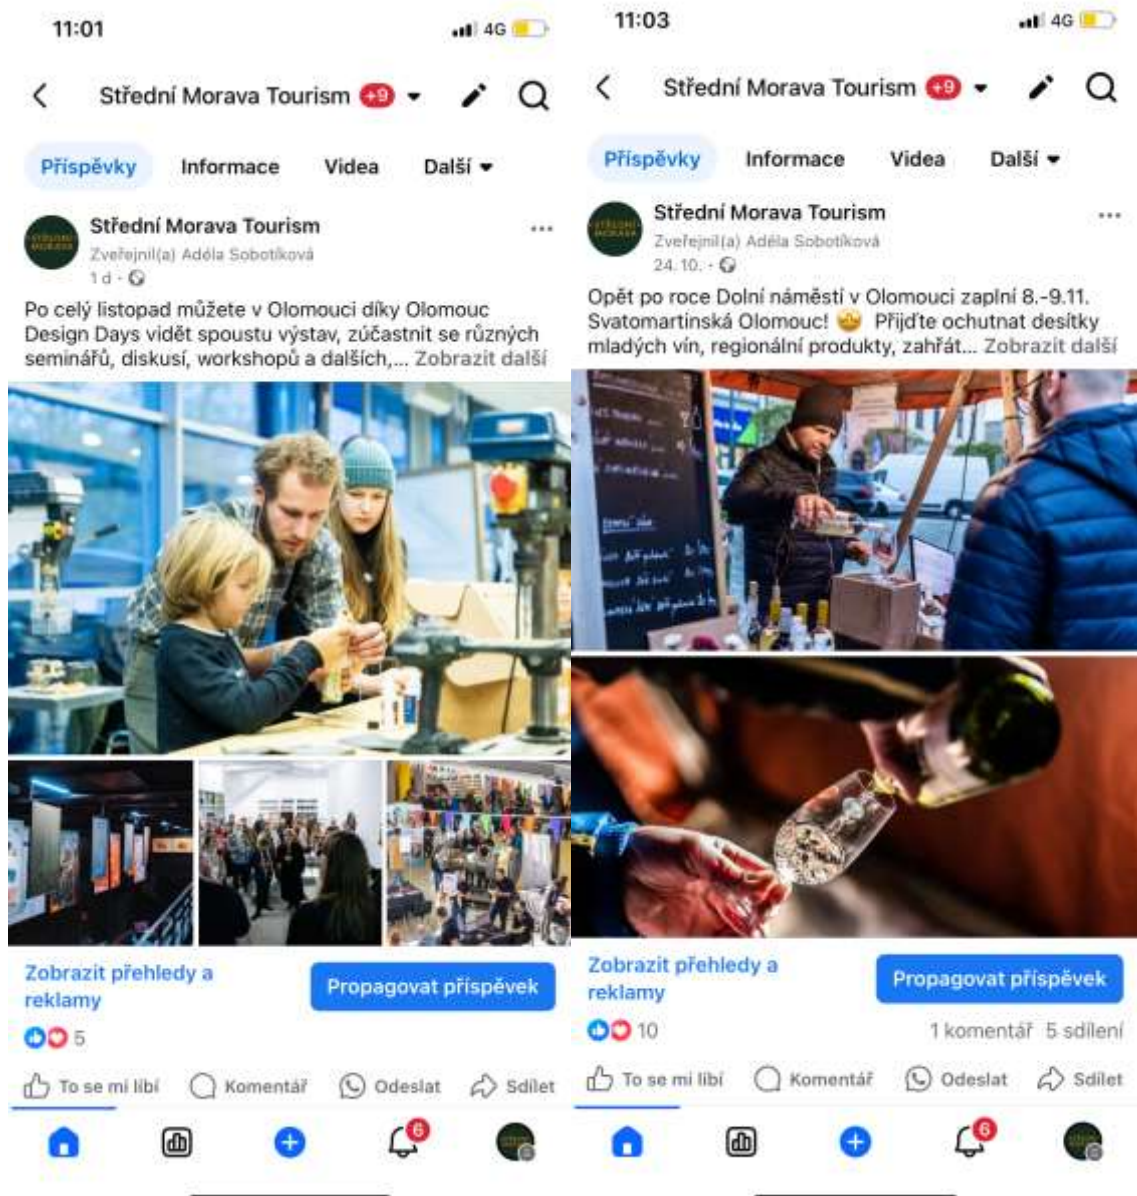 11:01
4G
Střední Morava Tourism +9
Příspěvky Informace Videa Další
Střední Morava Tourism
Zveřejnil(a) Adéla Sobotíková
1 d
Po celý listopad můžete v Olomouci díky Olomouc
Design Days vidět spoustu výstav, zúčastnit se různých
seminářů, diskusí, workshopů a dalších,... Zobrazit další
Zobrazit přehledy a
reklamy
Propagovat příspěvek
5
To se mi líbí Komentář Odeslat Sdílet
6
11:03
4G
Střední Morava Tourism +9
Příspěvky Informace Videa Další
STŘEDNÍ
MORAVA
Střední Morava Tourism
Zveřejnil(a) Adéla Sobotíková
24. 10.
Opět po roce Dolní náměstí v Olomouci zaplní 8.-9.11.
Svatomartinská Olomouc! 🤩 Přijďte ochutnat desítky
mladých vín, regionální produkty, zahřát... Zobrazit další
Zobrazit přehledy a
reklamy
Propagovat příspěvek
10
1 komentář 5 sdílení
To se mi líbí Komentář Odeslat Sdílet
6